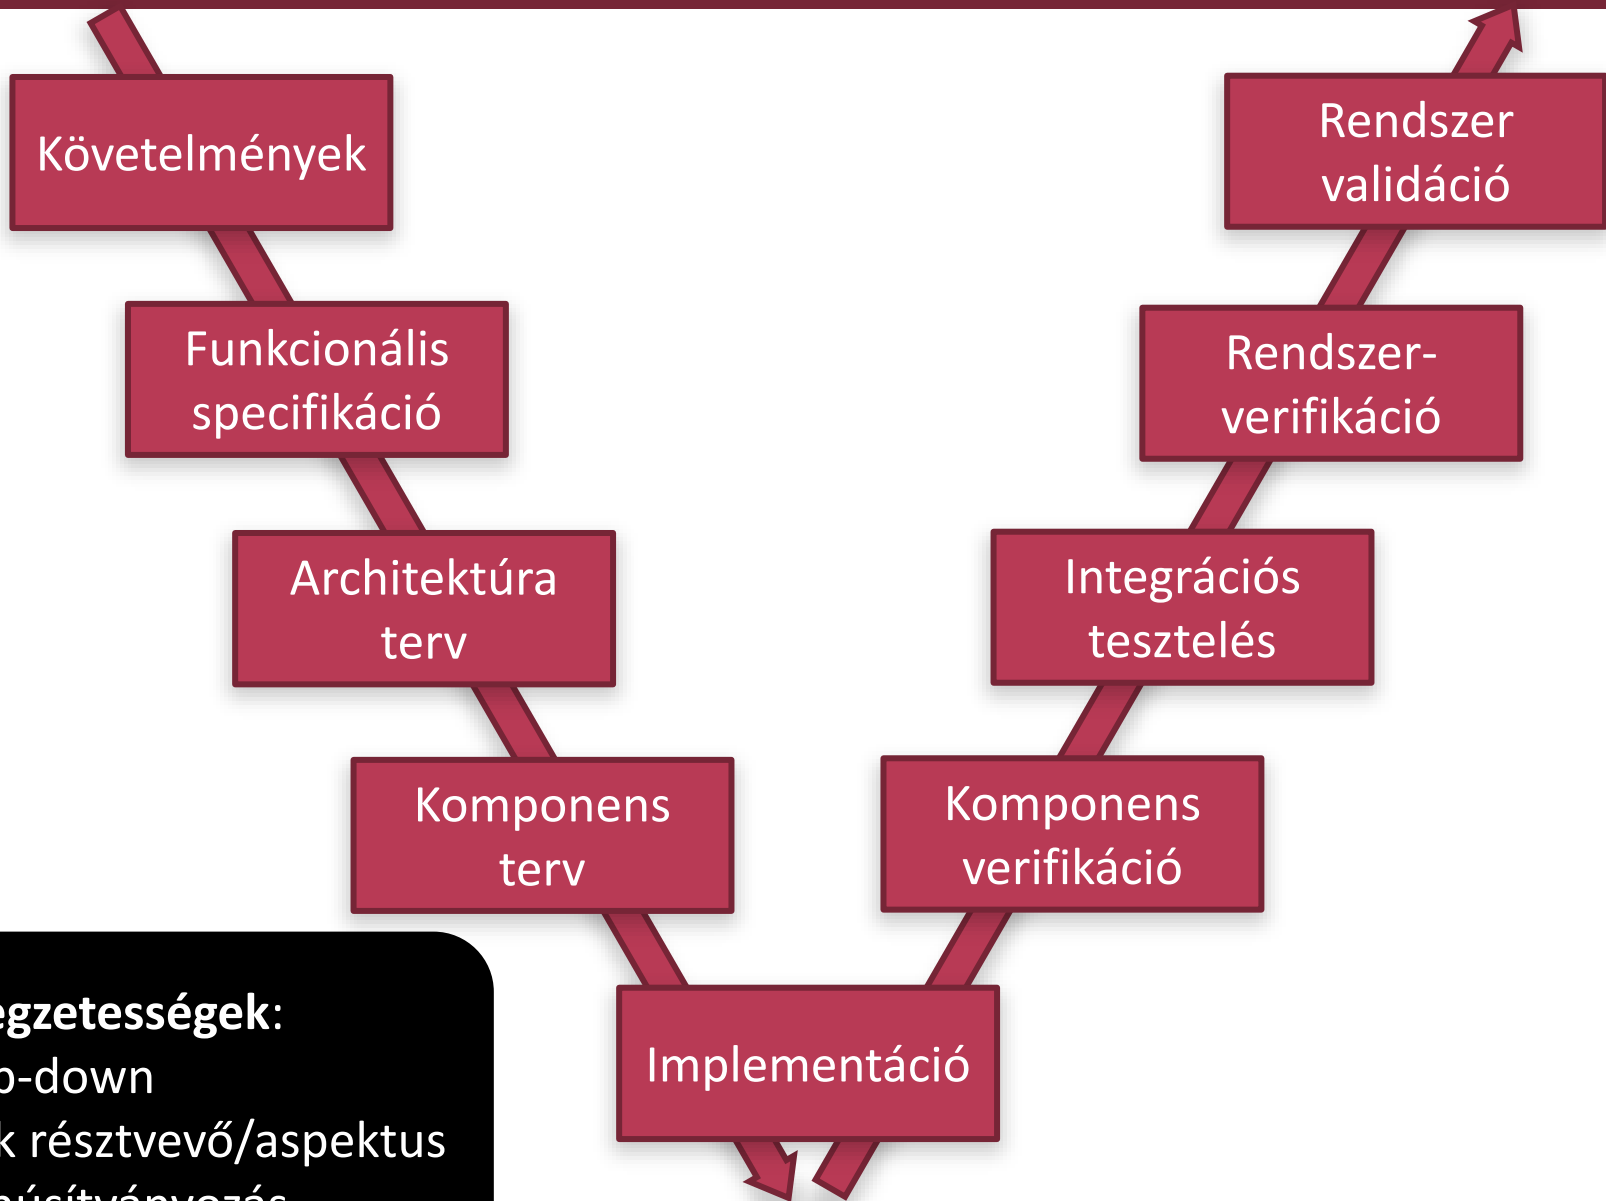 Követelmények
Funkcionális
specifikáció
Architektúra
terv
Komponens
terv
Implementáció
Komponens
verifikáció
Integrációs
tesztelés
Rendszer-
verifikáció
Rendszer
validáció
egzetességek:
p-down
k résztvevő/aspektus